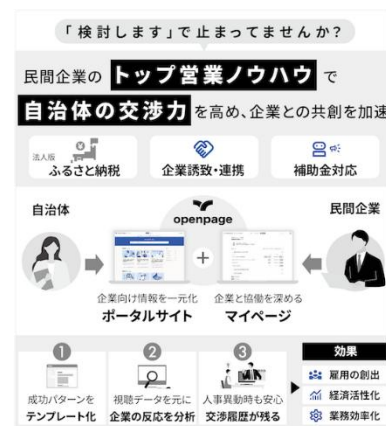 「検討します」で止まってませんか？
民間企業の トップ営業ノウハウ で
自治体の交渉力 を高め、企業との共創を加速
法人版
ふるさと納税
企業誘致・連携
補助金対応
自治体
openpage
民間企業
企業向け情報を一元化
ポータルサイト
企業と協働を深める
マイページ
1
成功パターンを
テンプレート化
2
視聴データを元に
企業の反応を分析
3
人事異動時も安心
交渉履歴が残る
効果
雇用の創出
経済活性化
業務効率化